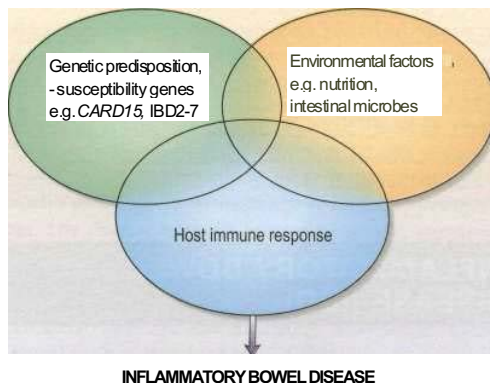 Genetic predisposition,
- susceptibility genes
e.g. CARD15, IBD2-7
Environmental factors
e.g. nutrition,
intestinal microbes
Host immune response
INFLAMMATORY BOWEL DISEASE